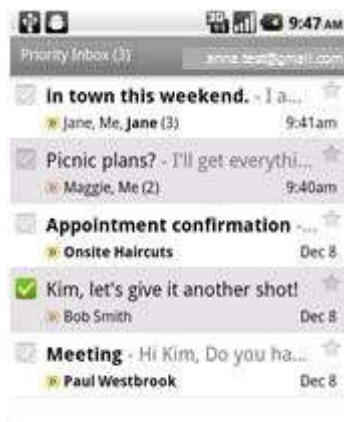 9:47 AM
Priority Inbox (3) anna.test@gmail.com
in town this weekend. - I a...
Jane, Me, Jane (3) 9:41am
Picnic plans? - I'll get everythi...
Maggie, Me (2) 9:40am
Appointment confirmation -...
Onsite Haircuts Dec 8
Kim, let's give it another shot!
Bob Smith Dec 8
Meeting - Hi Kim, Do you ha...
Paul Westbrook Dec 8